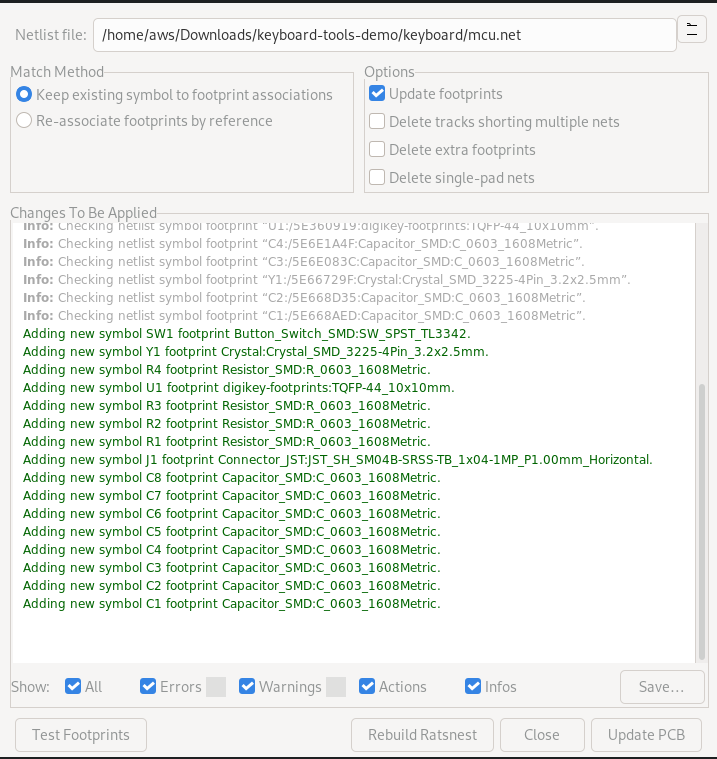 Netlist file: /home/aws/Downloads/keyboard-tools-demo/keyboard/mcu.net
Match Method
Keep existing symbol to footprint associations
Re-associate footprints by reference
Options
Update footprints
Delete tracks shorting multiple nets
Delete extra footprints
Delete single-pad nets
Changes To Be Applied
Info: Checking netlist symbol footprint "U1:/5E360919:digikey-footprints:TQFP-44_10x10mm".
Info: Checking netlist symbol footprint "C4:/5E6E1A4F:Capacitor_SMD:C_0603_1608Metric".
Info: Checking netlist symbol footprint "C3:/5E6E083C:Capacitor_SMD:C_0603_1608Metric".
Info: Checking netlist symbol footprint "Y1:/5E66729F:Crystal:Crystal_SMD_3225-4Pin_3.2x2.5mm".
Info: Checking netlist symbol footprint "C2:/5E668D35:Capacitor_SMD:C_0603_1608Metric".
Info: Checking netlist symbol footprint "C1:/5E668AED:Capacitor_SMD:C_0603_1608Metric".
Adding new symbol SW1 footprint Button_Switch_SMD:SW_SPST_TL3342.
Adding new symbol Y1 footprint Crystal:Crystal_SMD_3225-4Pin_3.2x2.5mm.
Adding new symbol R4 footprint Resistor_SMD:R_0603_1608Metric.
Adding new symbol U1 footprint digikey-footprints:TQFP-44_10x10mm.
Adding new symbol R3 footprint Resistor_SMD:R_0603_1608Metric.
Adding new symbol R2 footprint Resistor_SMD:R_0603_1608Metric.
Adding new symbol R1 footprint Resistor_SMD:R_0603_1608Metric.
Adding new symbol J1 footprint Connector_JST:JST_SH_SM04B-SRSS-TB_1x04-1MP_P1.00mm_Horizontal.
Adding new symbol C8 footprint Capacitor_SMD:C_0603_1608Metric.
Adding new symbol C7 footprint Capacitor_SMD:C_0603_1608Metric.
Adding new symbol C6 footprint Capacitor_SMD:C_0603_1608Metric.
Adding new symbol C5 footprint Capacitor_SMD:C_0603_1608Metric.
Adding new symbol C4 footprint Capacitor_SMD:C_0603_1608Metric.
Adding new symbol C3 footprint Capacitor_SMD:C_0603_1608Metric.
Adding new symbol C2 footprint Capacitor_SMD:C_0603_1608Metric.
Adding new symbol C1 footprint Capacitor_SMD:C_0603_1608Metric.
Show: All Errors Warnings Actions Infos Save...
Test Footprints Rebuild Ratsnest Close Update PCB